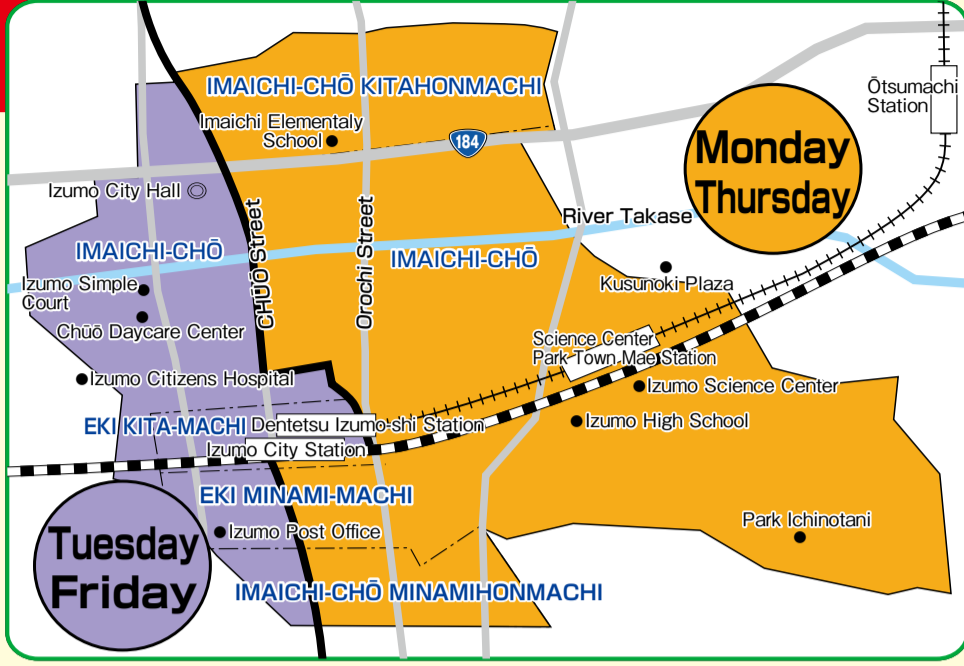 IMAICHI-CHŌ KITAHONMACHI
Imaichi Elementaly
School
184
Ōtsumachi
Station
Monday
Thursday
Izumo City Hall
CHŪŌ Street
Orochi Street
River Takase
IMAICHI-CHŌ
IMAICHI-CHŌ
Izumo Simple
Court
Kusunoki Plaza
Chūō Daycare Center
Science Center
Park Town Mae Station
Izumo Citizens Hospital
Izumo Science Center
EKI KITA-MACHI
Dentetsu Izumo-shi Station
Izumo High School
Izumo City Station
EKI MINAMI-MACHI
Tuesday
Friday
Izumo Post Office
Park Ichinotani
IMAICHI-CHŌ MINAMIHONMACHI